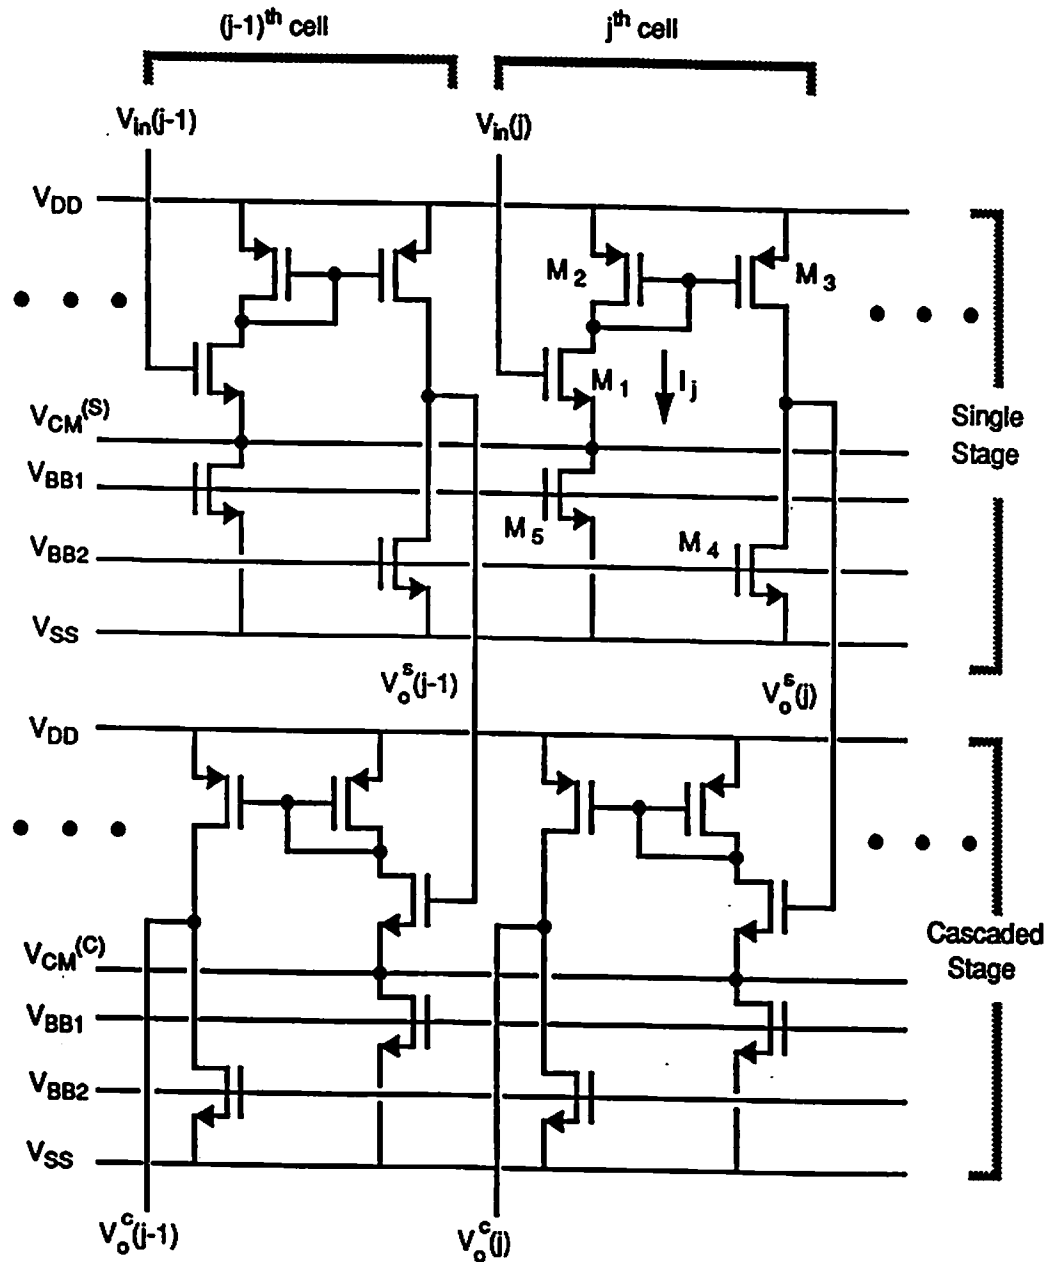 (j-1)th cell
jth cell
Vin(j-1)
Vin(j)
VDD
M2
M3
M1
Ij
VCM(S)
VBB1
M5
VBB2
M4
VSS
Single
Stage
Vos(j-1)
Vos(j)
VDD
VCM(C)
VBB1
VBB2
VSS
Cascaded
Stage
Voc(j-1)
Voc(j)